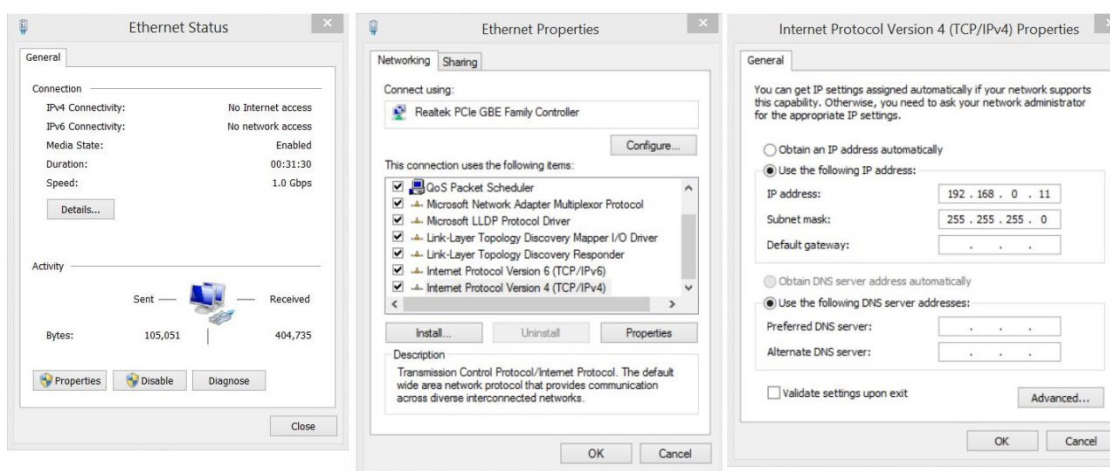 Ethernet Status
General
Connection
IPv4 Connectivity: No Internet access
IPv6 Connectivity: No network access
Media State: Enabled
Duration: 00:31:30
Speed: 1.0 Gbps
Details...
Activity
Sent Received
Bytes: 105,051 404,735
Properties Disable Diagnose
Close
Ethernet Properties
Networking Sharing
Connect using:
Realtek PCIe GBE Family Controller
Configure...
This connection uses the following items:
QoS Packet Scheduler
Microsoft Network Adapter Multiplexor Protocol
Microsoft LLDP Protocol Driver
Link-Layer Topology Discovery Mapper I/O Driver
Link-Layer Topology Discovery Responder
Internet Protocol Version 6 (TCP/IPv6)
Internet Protocol Version 4 (TCP/IPv4)
Install... Uninstall Properties
Description
Transmission Control Protocol/Internet Protocol. The default
wide area network protocol that provides communication
across diverse interconnected networks.
OK Cancel
Internet Protocol Version 4 (TCP/IPv4) Properties
General
You can get IP settings assigned automatically if your network supports
this capability. Otherwise, you need to ask your network administrator
for the appropriate IP settings.
Obtain an IP address automatically
Use the following IP address:
IP address: 192 . 168 . 0 . 11
Subnet mask: 255 . 255 . 255 . 0
Default gateway: . . .
Obtain DNS server address automatically
Use the following DNS server addresses:
Preferred DNS server: . . .
Alternate DNS server: . . .
Validate settings upon exit
Advanced...
OK Cancel